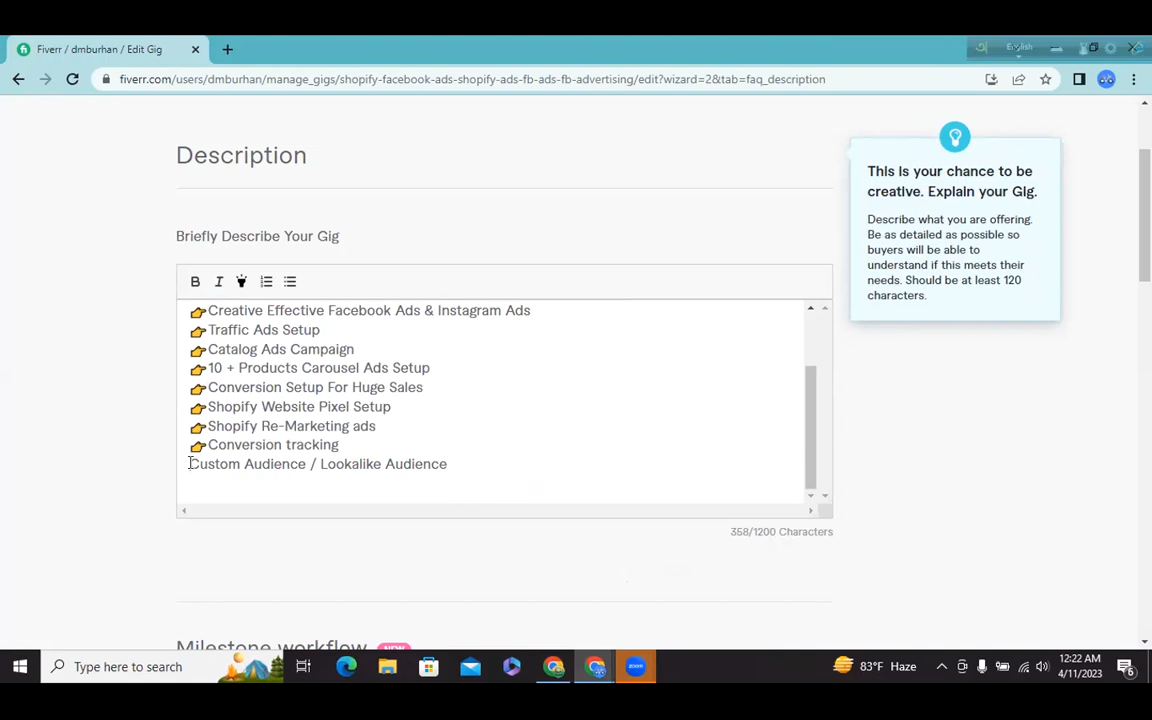 Fiverr / dmburhan / Edit Gig
English
fiverr.com/users/dmburhan/manage_gigs/shopify-facebook-ads-shopify-ads-fb-ads-fb-advertising/edit?wizard=2&tab=faq_description
Description
Briefly Describe Your Gig
B I
👉Creative Effective Facebook Ads & Instagram Ads
👉Traffic Ads Setup
👉Catalog Ads Campaign
👉10 + Products Carousel Ads Setup
👉Conversion Setup For Huge Sales
👉Shopify Website Pixel Setup
👉Shopify Re-Marketing ads
👉Conversion tracking
Custom Audience / Lookalike Audience
358/1200 Characters
This is your chance to be
creative. Explain your Gig.
Describe what you are offering.
Be as detailed as possible so
buyers will be able to
understand if this meets their
needs. Should be at least 120
characters.
Milestone workflow NEW
Type here to search
zoom
83°F Haze
12:22 AM
4/11/2023
6